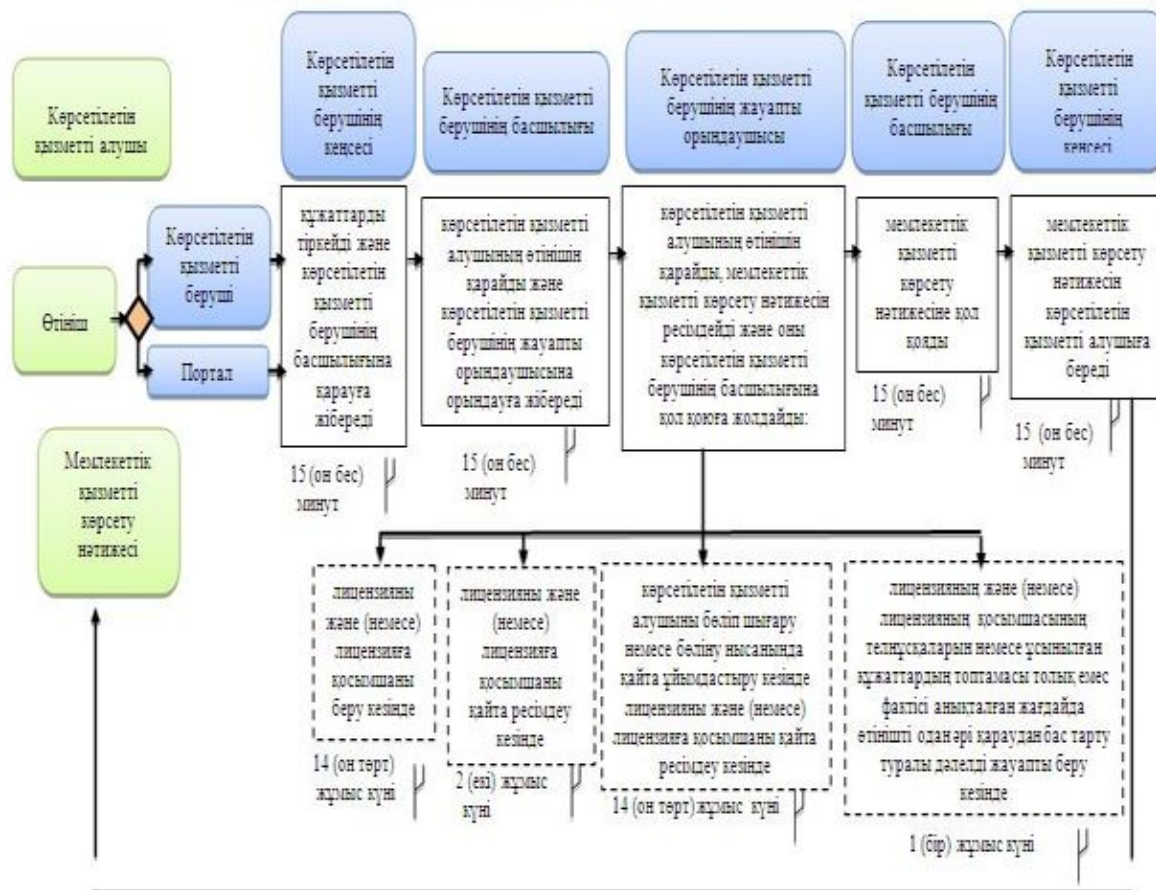 Көрсетілетін
қызметті алушы
Көрсетілетін
қызметті
берушінің
кеңсесі
Көрсетілетін қызметті
берушінің басшылығы
Көрсетілетін қызметті
берушінің жауапты
орындаушысы
Көрсетілетін
қызметті берушінің
басшылығы
Көрсетілетін
қызметті
берушінің
кеңсесі
Өтініш
Көрсетілетін
қызметті
беруші
Портал
құжаттарды
тіркейді және
көрсетілетін
қызметті
берушінің
басшылығына
қарауға
жібереді
15 (он бес)
минут
көрсетілетін қызметті
алушының өтінішін
қарайды және
көрсетілетін қызметті
берушінің жауапты
орындаушысына
орындауға жібереді
15 (он бес)
минут
көрсетілетін қызметті
алушының өтінішін
қарайды, мемлекеттік
қызметті көрсету нәтижесін
ресімдейді және оны
көрсетілетін қызметті
берушінің басшылығына
қол қоюға жолдайды:
мемлекеттік
қызметті
көрсету
нәтижесіне қол
қояды
15 (он бес)
минут
мемлекеттік
қызметті көрсету
нәтижесін
көрсетілетін
қызметті алушыға
береді
15 (он бес)
минут
Мемлекеттік
қызметті
көрсету
нәтижесі
лицензияны
және (немесе)
лицензияға
қосымшаны
беру кезінде
14 (он төрт)
жұмыс күні
лицензияны және
(немесе)
лицензияға
қосымшаны
қайта ресімдеу
кезінде
2 (екі) жұмыс
күні
көрсетілетін қызметті
алушыны бөліп шығару
немесе бөліну нысанында
қайта ұйымдастыру кезінде
лицензияны және (немесе)
лицензияға қосымшаны қайта
ресімдеу кезінде
14 (он төрт) жұмыс күні
лицензияның және (немесе)
лицензияның қосымшасының
телнұсқаларын немесе ұсынылған
құжаттардың топтамасы толық емес
фактісі анықталған жағдайда
өтінішті одан әрі қараудан бас тарту
туралы дәлелді жауапты беру
кезінде
1 (бір) жұмыс күні